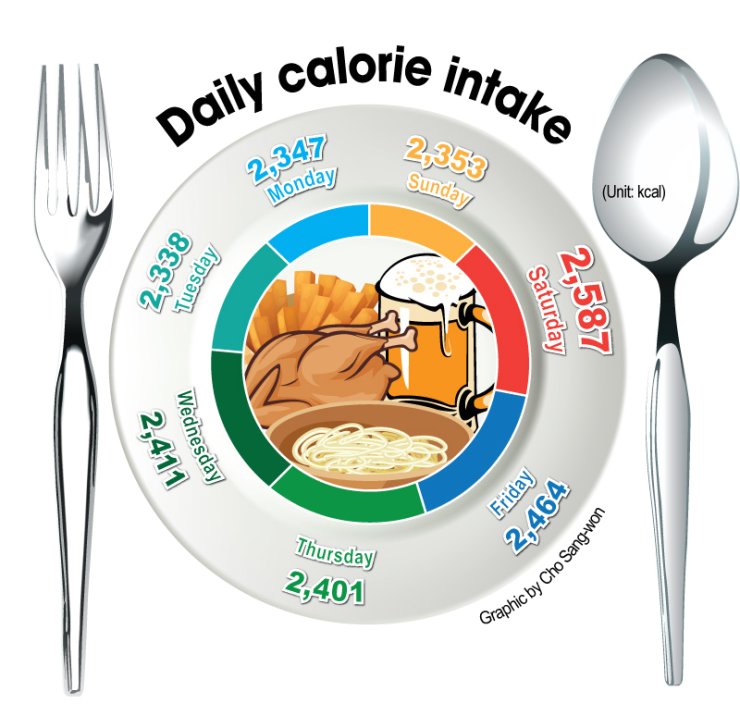 Daily calorie intake
(Unit: kcal)
2,347
Monday
2,353
Sunday
2,338
Tuesday
2,587
Saturday
Wednesday
2,411
Friday
2,464
Thursday
2,401
Graphic by Cho Sang-won